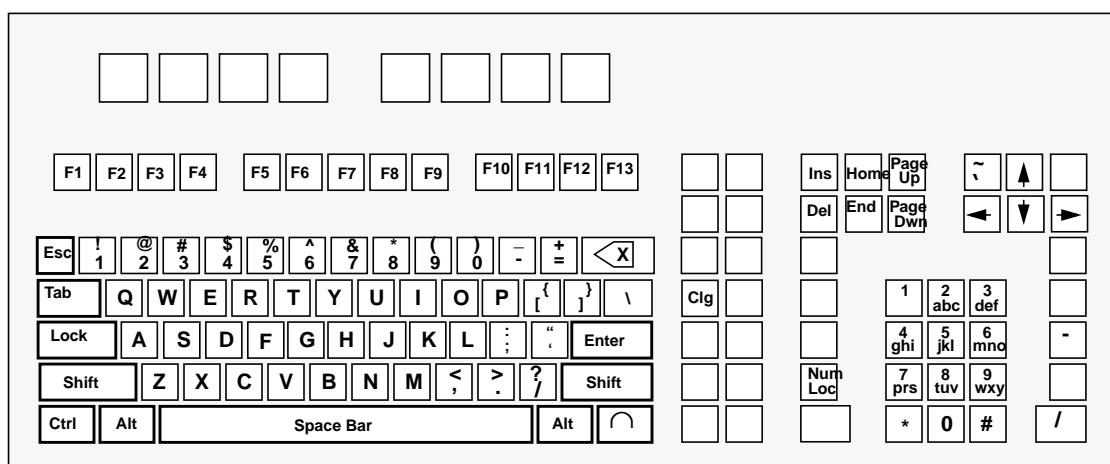 F1 F2 F3 F4 F5 F6 F7 F8 F9 F10 F11 F12 F13 Ins Home Page Up ~ `
Del End Page Dwn
Esc ! 1 @ 2 # 3 $ 4 % 5 ^ 6 & 7 * 8 ( 9 ) 0 _ - + = X
Tab Q W E R T Y U I O P { [ } ] \ Clg 1 2 abc 3 def
Lock A S D F G H J K L : ; “ ‘ Enter 4 ghi 5 jkl 6 mno -
Shift Z X C V B N M < , > . ? / Shift Num Loc 7 prs 8 tuv 9 wxy
Ctrl Alt Space Bar Alt * 0 # /